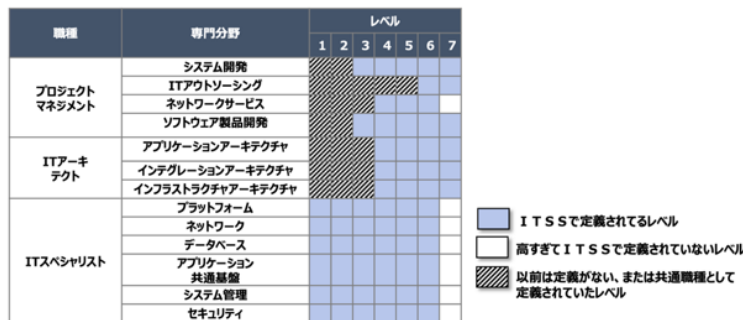 職種 専門分野 レベル
1 2 3 4 5 6 7
プロジェクト
マネジメント
システム開発
ITアウトソーシング
ネットワークサービス
ソフトウェア製品開発
ITアーキ
テクト
アプリケーションアーキテクチャ
インテグレーションアーキテクチャ
インフラストラクチャアーキテクチャ
ITスペシャリスト
プラットフォーム
ネットワーク
データベース
アプリケーション
共通基盤
システム管理
セキュリティ
ＩＴＳＳで定義されてるレベル
高すぎてＩＴＳＳで定義されていないレベル
以前は定義がない、または共通職種として
定義されていたレベル